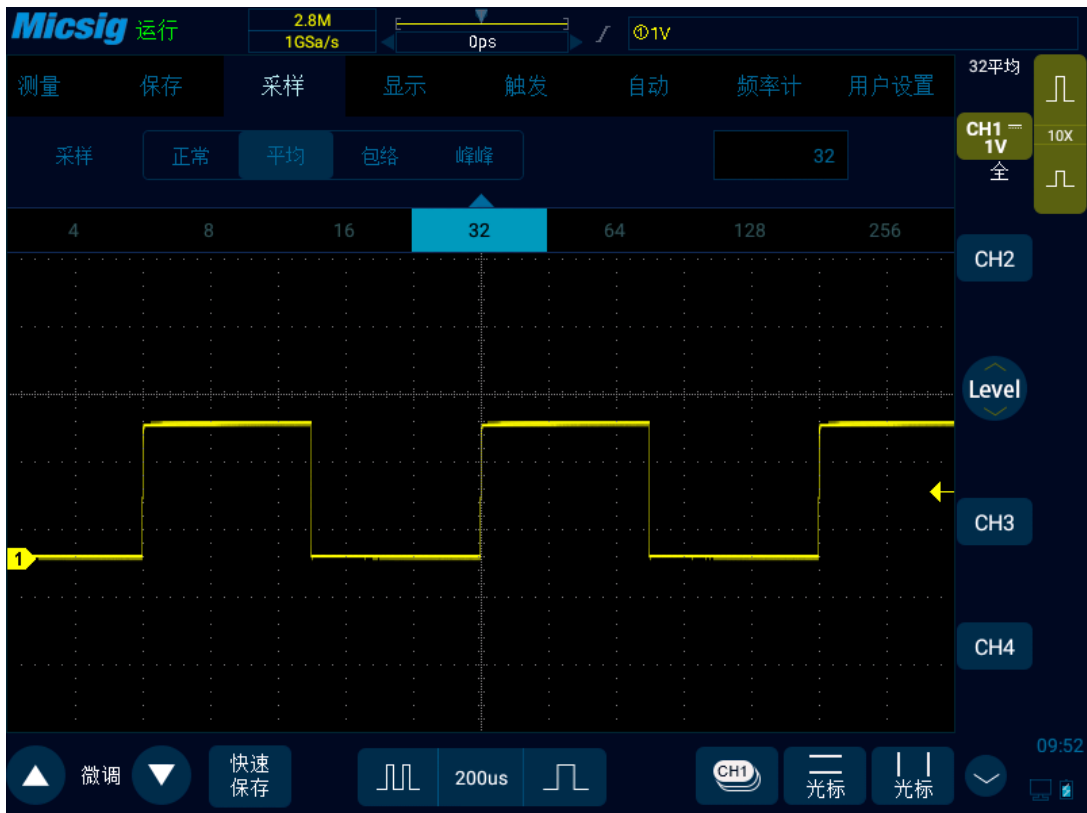 Micsig 运行
2.8M
1GSa/s
0ps
①1V
测量 保存 采样 显示 触发 自动 频率计 用户设置
32平均
采样 正常 平均 包络 峰峰 32
CH1
1V
全
10X
4 8 16 32 64 128 256
CH2
Level
1
CH3
CH4
微调
快速
保存
200us
CH1
光标
光标
09:52